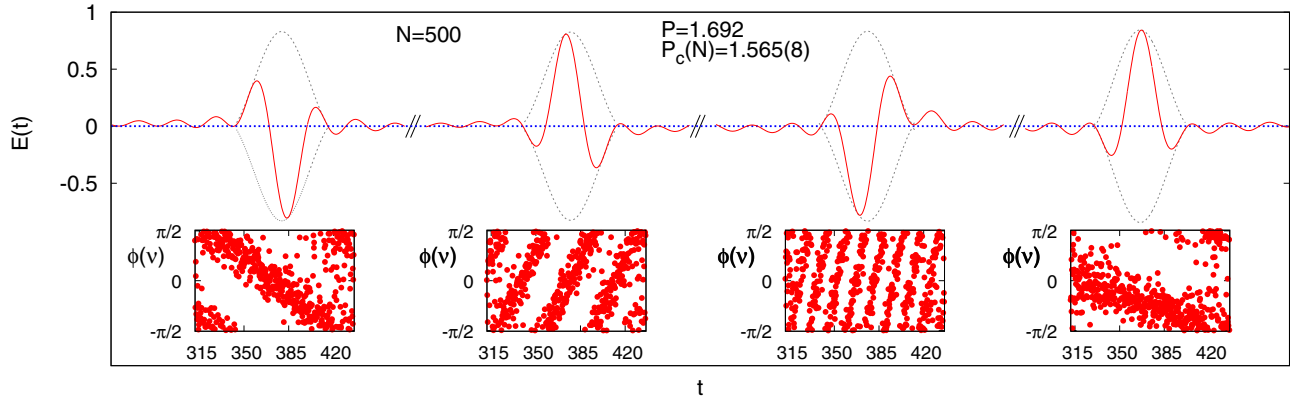 1
N=500
P=1.692
P_c(N)=1.565(8)
0.5
E(t)
0
-0.5
π/2 π/2 π/2 π/2
φ(ν) φ(ν) φ(ν) φ(ν)
0 0 0 0
-π/2 -π/2 -π/2 -π/2
315 350 385 420 315 350 385 420 315 350 385 420 315 350 385 420
t